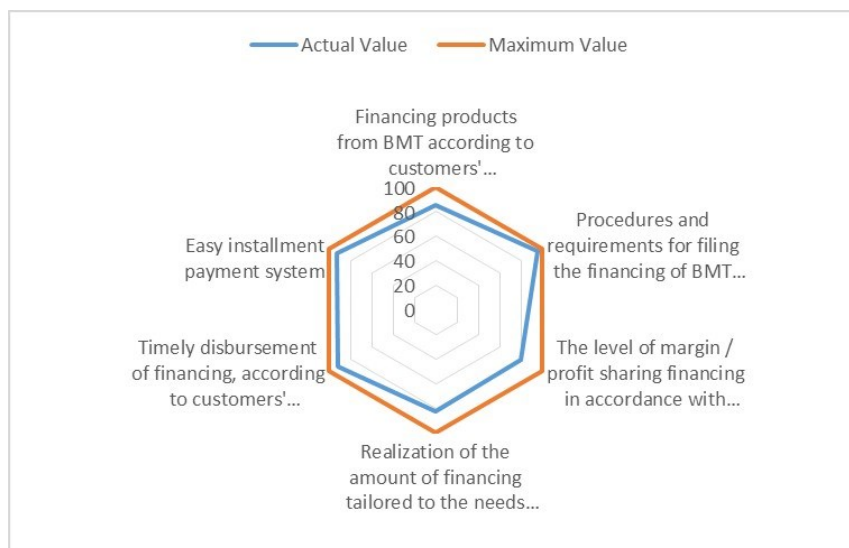 Actual Value Maximum Value
Financing products
from BMT according to
customers'...
100
80
60
40
20
0
Procedures and
requirements for filing
the financing of BMT...
The level of margin /
profit sharing financing
in accordance with...
Realization of the
amount of financing
tailored to the needs...
Timely disbursement
of financing, according
to customers'...
Easy installment
payment system